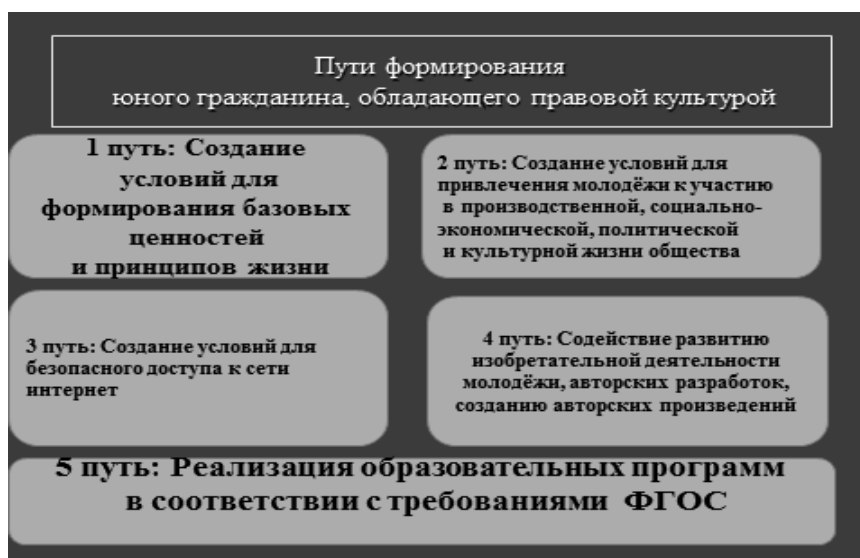 Пути формирования
юного гражданина, обладающего правовой культурой
1 путь: Создание
условий для
формирования базовых
ценностей
и принципов жизни
2 путь: Создание условий для
привлечения молодёжи к участию
в производственной, социально-
экономической, политической
и культурной жизни общества
3 путь: Создание условий для
безопасного доступа к сети
интернет
4 путь: Содействие развитию
изобретательной деятельности
молодёжи, авторских разработок,
созданию авторских произведений
5 путь: Реализация образовательных программ
в соответствии с требованиями ФГОС